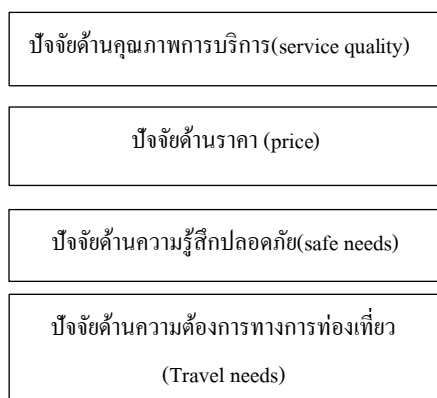 ปัจจัยด้านคุณภาพการบริการ(service quality)
ปัจจัยด้านราคา (price)
ปัจจัยด้านความรู้สึกปลอดภัย(safe needs)
ปัจจัยด้านความต้องการทางการท่องเที่ยว
(Travel needs)